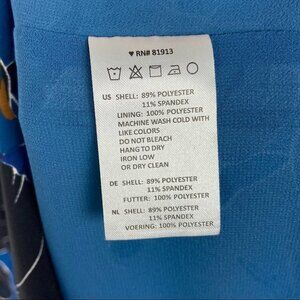 ♥ RN# 81913
US SHELL: 89% POLYESTER
11% SPANDEX
LINING: 100% POLYESTER
MACHINE WASH COLD WITH
LIKE COLORS
DO NOT BLEACH
HANG TO DRY
IRON LOW
OR DRY CLEAN
DE SHELL: 89% POLYESTER
11% SPANDEX
FUTTER: 100% POLYESTER
NL SHELL: 89% POLYESTER
11% SPANDEX
VOERING: 100% POLYESTER